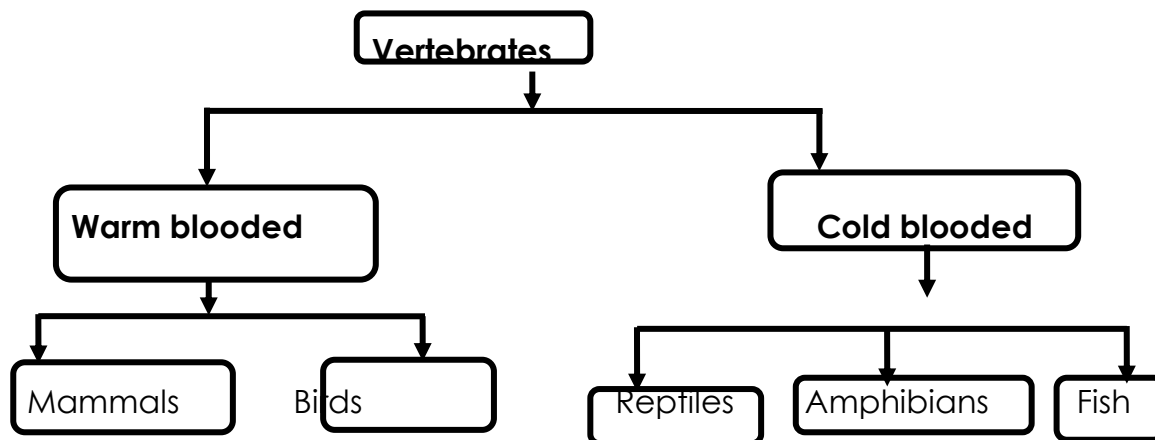 Vertebrates
Warm blooded
Cold blooded
Mammals
Birds
Reptiles
Amphibians
Fish